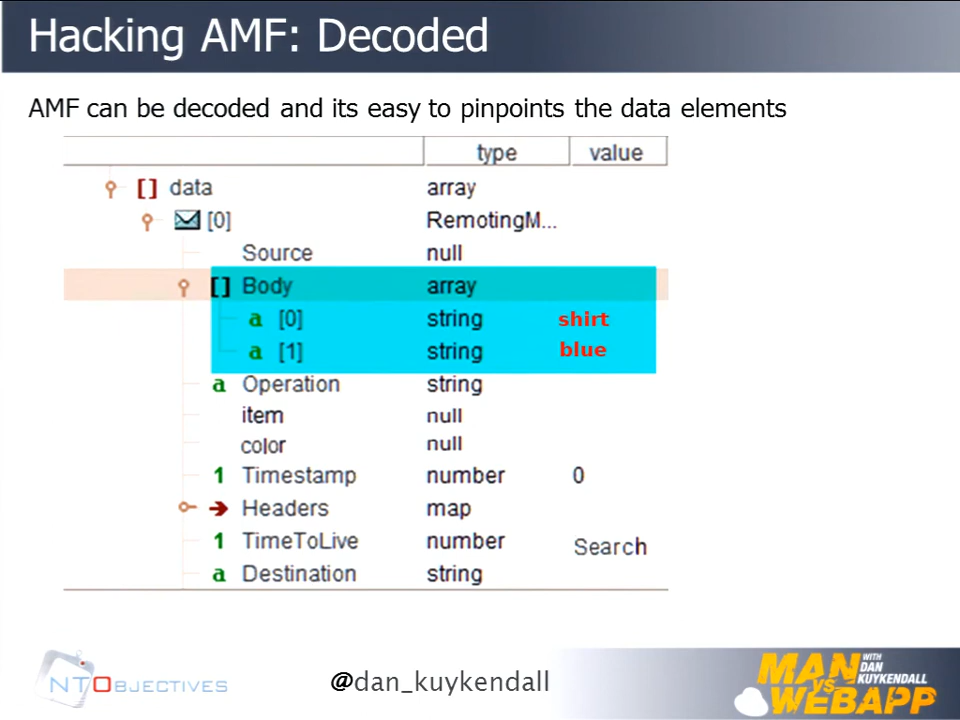 Hacking AMF: Decoded
AMF can be decoded and its easy to pinpoints the data elements
type value
[] data array
[0] RemotingM...
Source null
[] Body array
a [0] string shirt
a [1] string blue
a Operation string
item null
color null
1 Timestamp number 0
Headers map
1 TimeToLive number
Search
a Destination string
NTOBJECTIVES
@dan_kuykendall
MAN WITH DAN KUYKENDALL
VS
WEBAPP